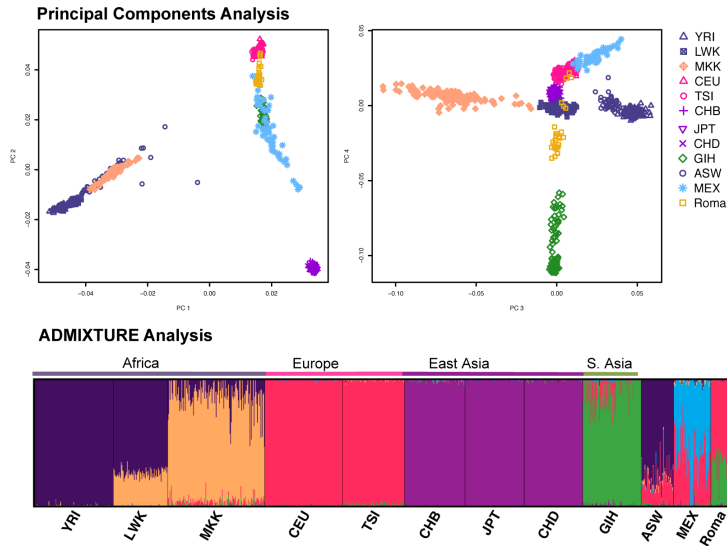 Principal Components Analysis
PC 2
0.04
0.02
0.00
−0.02
−0.04
−0.04
−0.02
0.00
0.02
PC 1
PC 4
0.05
0.00
−0.05
−0.10
−0.10
−0.05
0.00
0.05
PC 3
YRI
LWK
MKK
CEU
TSI
CHB
JPT
CHD
GIH
ASW
MEX
Roma
ADMIXTURE Analysis
Africa
Europe
East Asia
S. Asia
YRI
LWK
MKK
CEU
TSI
CHB
JPT
CHD
GIH
ASW
MEX
Roma